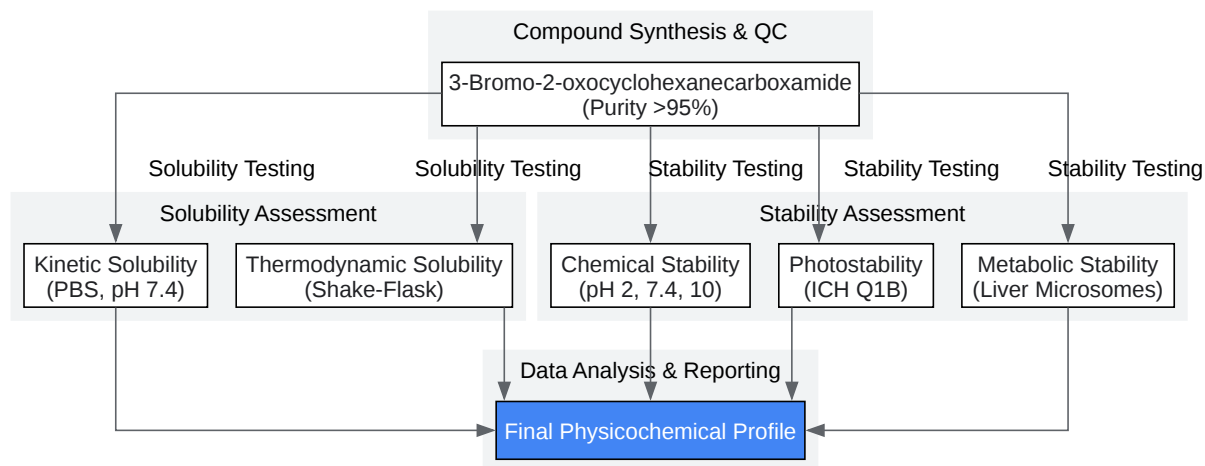 Compound Synthesis & QC
3-Bromo-2-oxocyclohexanecarboxamide
(Purity >95%)
Solubility Testing
Solubility Testing
Stability Testing
Stability Testing
Stability Testing
Solubility Assessment
Stability Assessment
Kinetic Solubility
(PBS, pH 7.4)
Thermodynamic Solubility
(Shake-Flask)
Chemical Stability
(pH 2, 7.4, 10)
Photostability
(ICH Q1B)
Metabolic Stability
(Liver Microsomes)
Data Analysis & Reporting
Final Physicochemical Profile